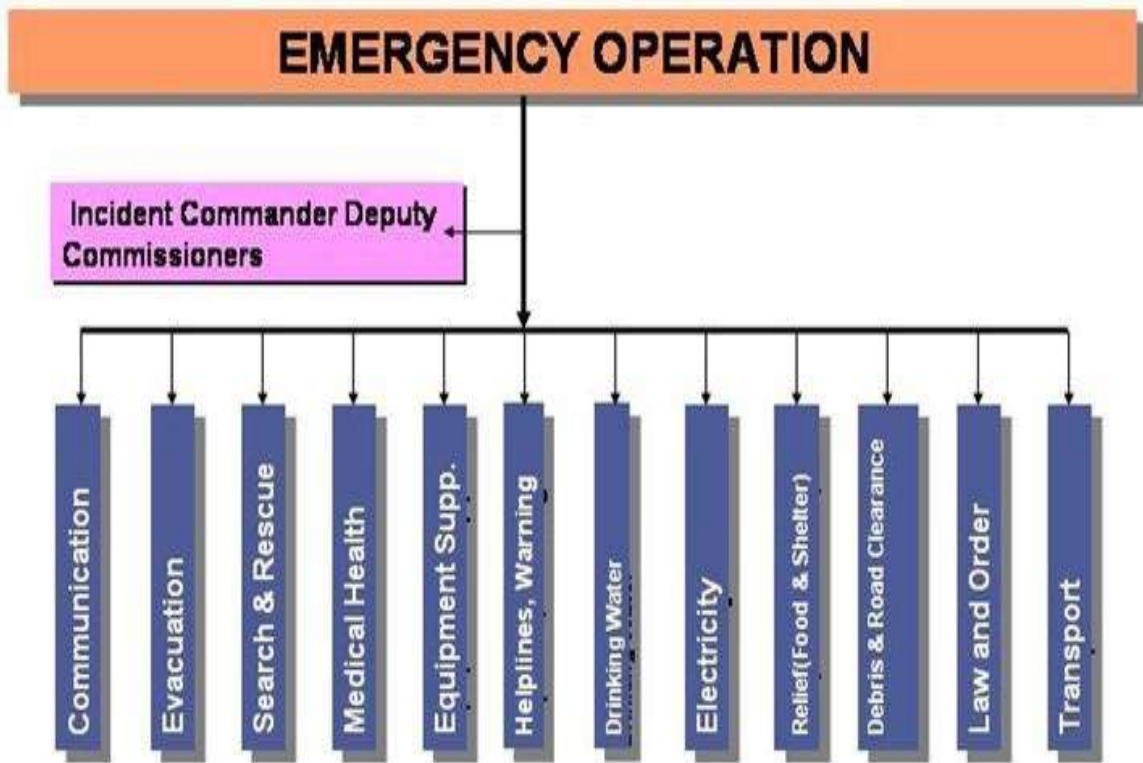 EMERGENCY OPERATION
Incident Commander Deputy
Commissioners
Communication
Evacuation
Search & Rescue
Medical Health
Equipment Supp.
Helplines, Warning
Drinking Water
Electricity
Relief(Food & Shelter)
Debris & Road Clearance
Law and Order
Transport